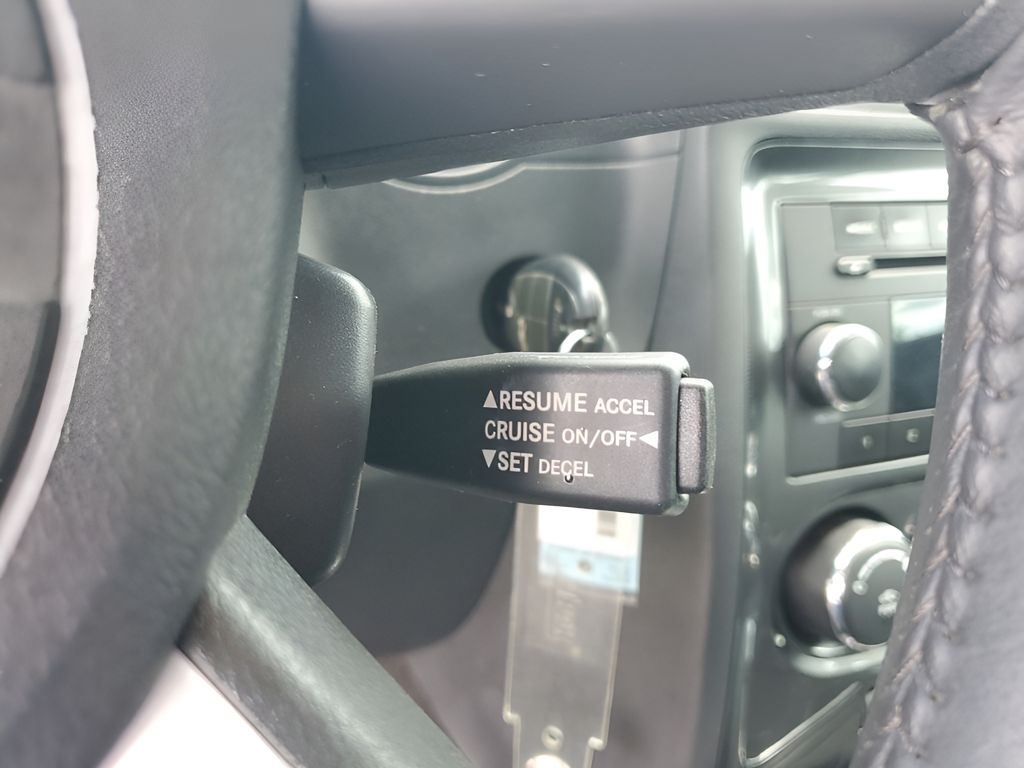 ▲RESUME ACCEL
CRUISE ON/OFF◀
▼SET DECEL